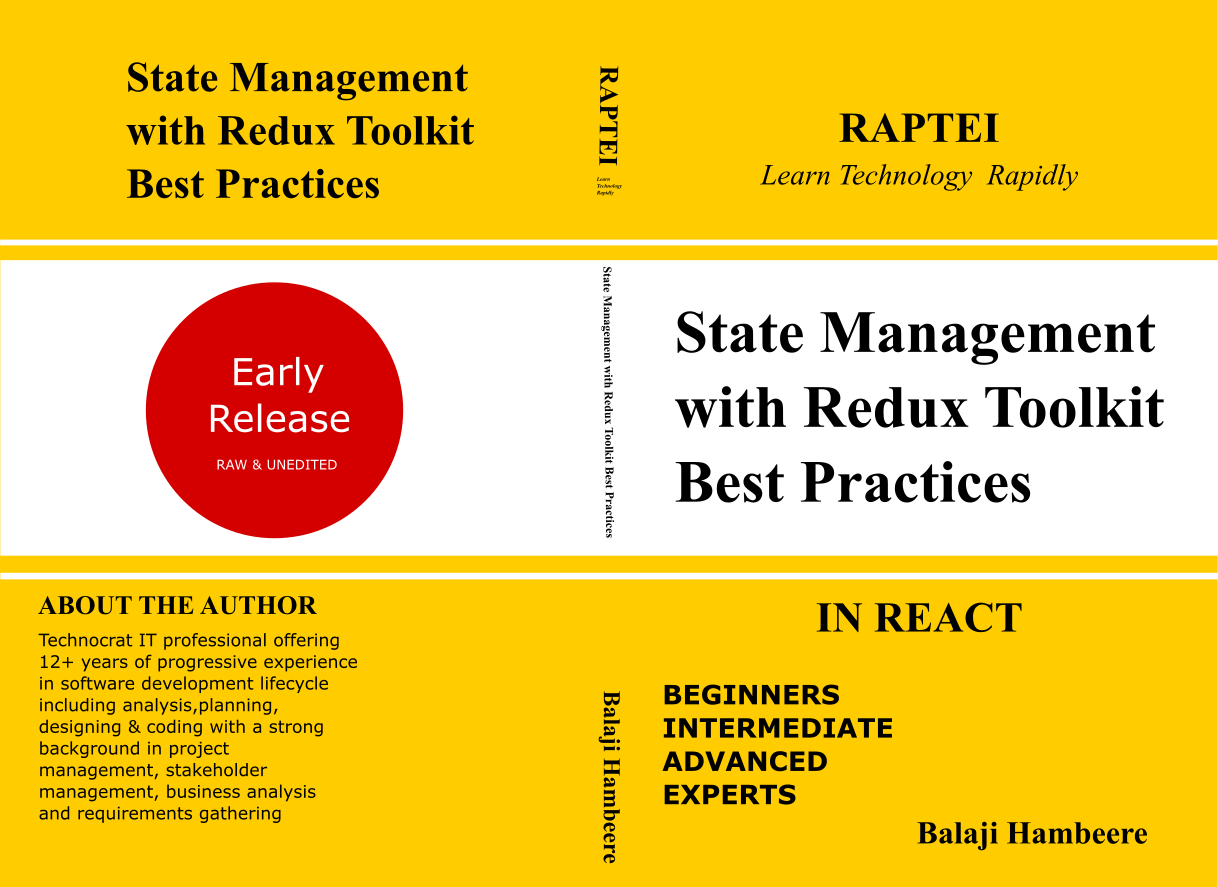 State Management
with Redux Toolkit
Best Practices
Early
Release
RAW & UNEDITED
ABOUT THE AUTHOR
Technocrat IT professional offering
12+ years of progressive experience
in software development lifecycle
including analysis,planning,
designing & coding with a strong
background in project
management, stakeholder
management, business analysis
and requirements gathering
RAPTEI
Learn
Technology
Rapidly
State Management with Redux Toolkit Best Practices
Balaji Hambeere
RAPTEI
Learn Technology Rapidly
State Management
with Redux Toolkit
Best Practices
IN REACT
BEGINNERS
INTERMEDIATE
ADVANCED
EXPERTS
Balaji Hambeere